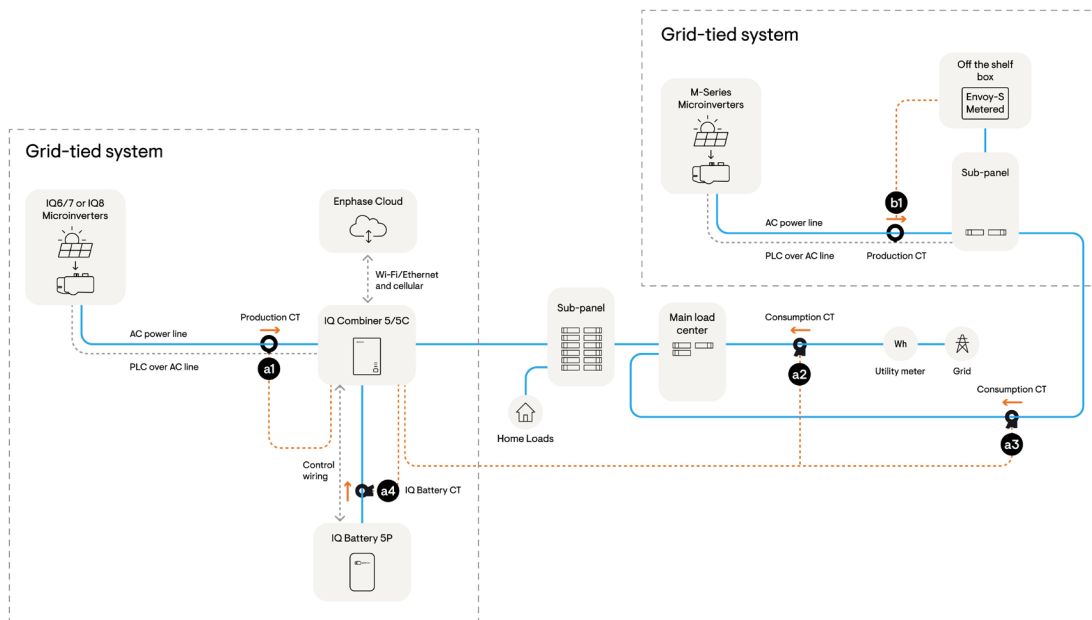 Grid-tied system
Off the shelf
box
Envoy-S
Metered
M-Series
Microinverters
Sub-panel
b1
AC power line
PLC over AC line
Production CT
Grid-tied system
IQ6/7 or IQ8
Microinverters
Enphase Cloud
Wi-Fi/Ethernet
and cellular
Production CT
IQ Combiner 5/5C
AC power line
PLC over AC line
a1
Sub-panel
Main load
center
Consumption CT
a2
Wh
Utility meter
Grid
Consumption CT
a3
Home Loads
Control
wiring
a4
IQ Battery CT
IQ Battery 5P